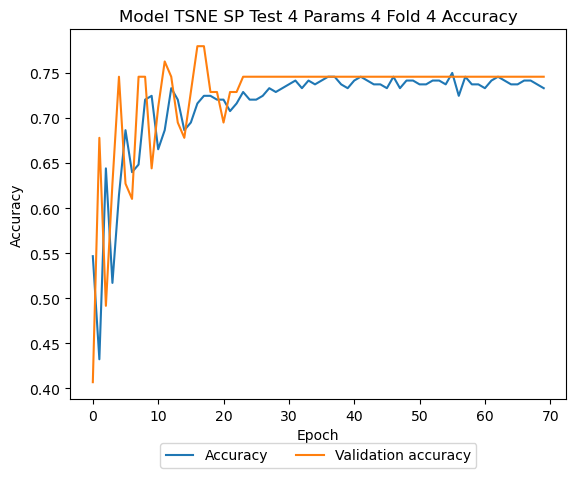 Model TSNE SP Test 4 Params 4 Fold 4 Accuracy
Accuracy
0.75
0.70
0.65
0.60
0.55
0.50
0.45
0.40
0 10 20 30 40 50 60 70
Epoch
Accuracy Validation accuracy